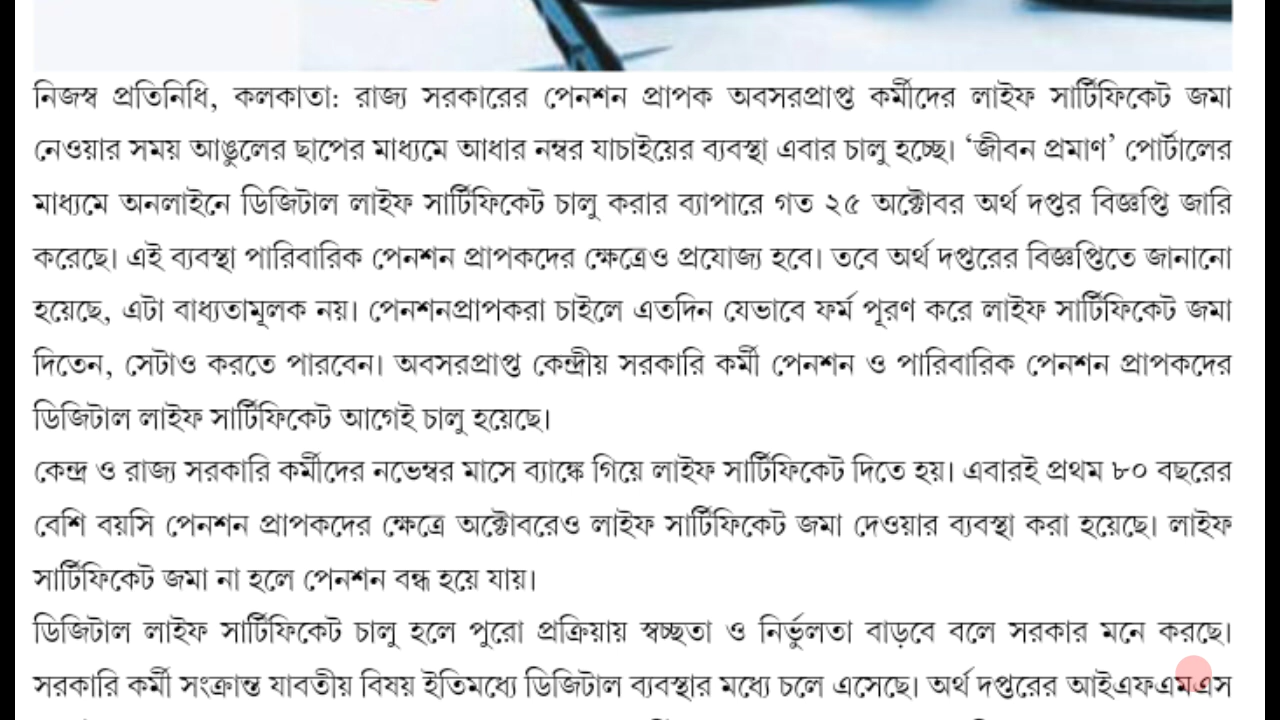 নিজস্ব প্রতিনিধি, কলকাতা: রাজ্য সরকারের পেনশন প্রাপক অবসরপ্রাপ্ত কর্মীদের লাইফ সার্টিফিকেট জমা
নেওয়ার সময় আঙুলের ছাপের মাধ্যমে আধার নম্বর যাচাইয়ের ব্যবস্থা এবার চালু হচ্ছে। ‘জীবন প্রমাণ’ পোর্টালের
মাধ্যমে অনলাইনে ডিজিটাল লাইফ সার্টিফিকেট চালু করার ব্যাপারে গত ২৫ অক্টোবর অর্থ দপ্তর বিজ্ঞপ্তি জারি
করেছে। এই ব্যবস্থা পারিবারিক পেনশন প্রাপকদের ক্ষেত্রেও প্রযোজ্য হবে। তবে অর্থ দপ্তরের বিজ্ঞপ্তিতে জানানো
হয়েছে, এটা বাধ্যতামূলক নয়। পেনশনপ্রাপকরা চাইলে এতদিন যেভাবে ফর্ম পূরণ করে লাইফ সার্টিফিকেট জমা
দিতেন, সেটাও করতে পারবেন। অবসরপ্রাপ্ত কেন্দ্রীয় সরকারি কর্মী পেনশন ও পারিবারিক পেনশন প্রাপকদের
ডিজিটাল লাইফ সার্টিফিকেট আগেই চালু হয়েছে।
কেন্দ্র ও রাজ্য সরকারি কর্মীদের নভেম্বর মাসে ব্যাঙ্কে গিয়ে লাইফ সার্টিফিকেট দিতে হয়। এবারই প্রথম ৮০ বছরের
বেশি বয়সি পেনশন প্রাপকদের ক্ষেত্রে অক্টোবরেও লাইফ সার্টিফিকেট জমা দেওয়ার ব্যবস্থা করা হয়েছে। লাইফ
সার্টিফিকেট জমা না হলে পেনশন বন্ধ হয়ে যায়।
ডিজিটাল লাইফ সার্টিফিকেট চালু হলে পুরো প্রক্রিয়ায় স্বচ্ছতা ও নির্ভুলতা বাড়বে বলে সরকার মনে করছে।
সরকারি কর্মী সংক্রান্ত যাবতীয় বিষয় ইতিমধ্যে ডিজিটাল ব্যবস্থার মধ্যে চলে এসেছে। অর্থ দপ্তরের আইএফএমএস